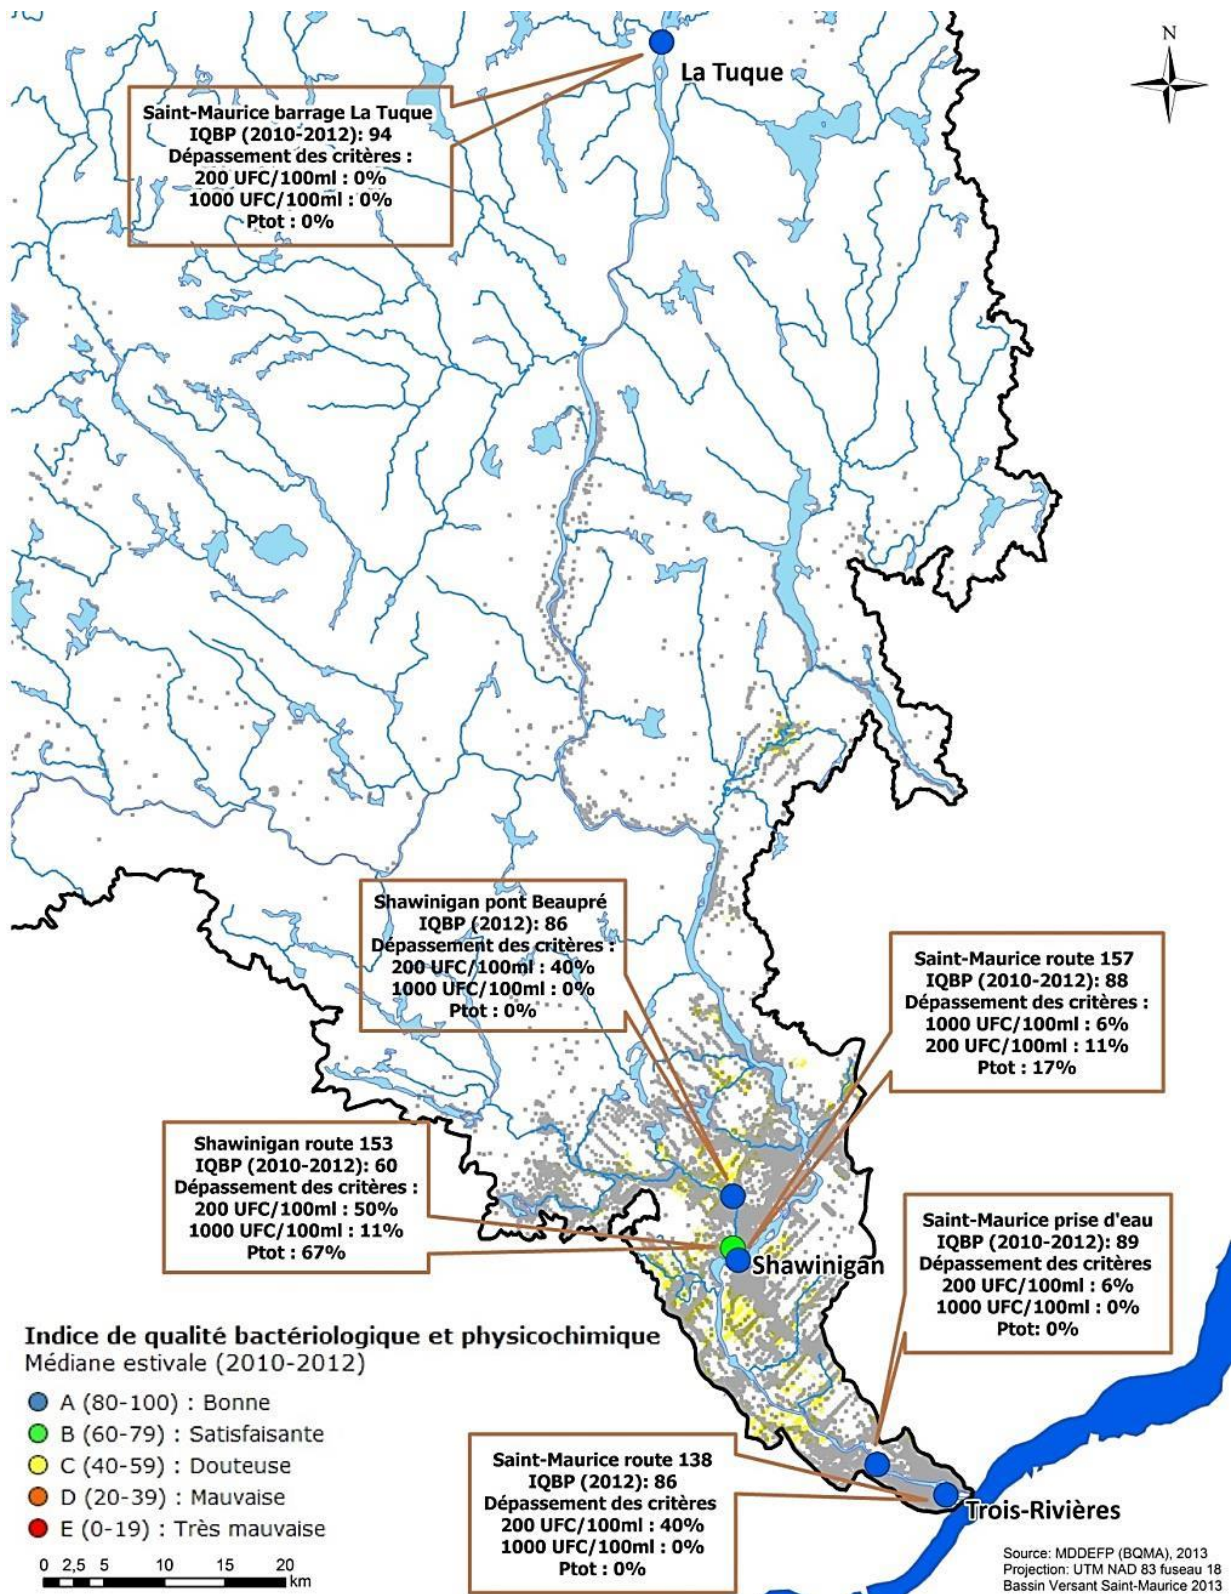 N
La Tuque
Saint-Maurice barrage La Tuque
IQBP (2010-2012): 94
Dépassement des critères :
200 UFC/100ml : 0%
1000 UFC/100ml : 0%
Ptot : 0%
Shawinigan pont Beaupré
IQBP (2012): 86
Dépassement des critères :
200 UFC/100ml : 40%
1000 UFC/100ml : 0%
Ptot : 0%
Saint-Maurice route 157
IQBP (2010-2012): 88
Dépassement des critères :
1000 UFC/100ml : 6%
200 UFC/100ml : 11%
Ptot : 17%
Shawinigan route 153
IQBP (2010-2012): 60
Dépassement des critères :
200 UFC/100ml : 50%
1000 UFC/100ml : 11%
Ptot : 67%
Shawinigan
Saint-Maurice prise d'eau
IQBP (2010-2012): 89
Dépassement des critères
200 UFC/100ml : 6%
1000 UFC/100ml : 0%
Ptot: 0%
Indice de qualité bactériologique et physicochimique
Médiane estivale (2010-2012)
A (80-100) : Bonne
B (60-79) : Satisfaisante
C (40-59) : Douteuse
D (20-39) : Mauvaise
E (0-19) : Très mauvaise
0 2,5 5 10 15 20
km
Saint-Maurice route 138
IQBP (2012): 86
Dépassement des critères
200 UFC/100ml : 40%
1000 UFC/100ml : 0%
Ptot : 0%
Trois-Rivières
Source: MDDEFP (BQMA), 2013
Projection: UTM NAD 83 fuseau 18
Bassin Versant Saint-Maurice 2013